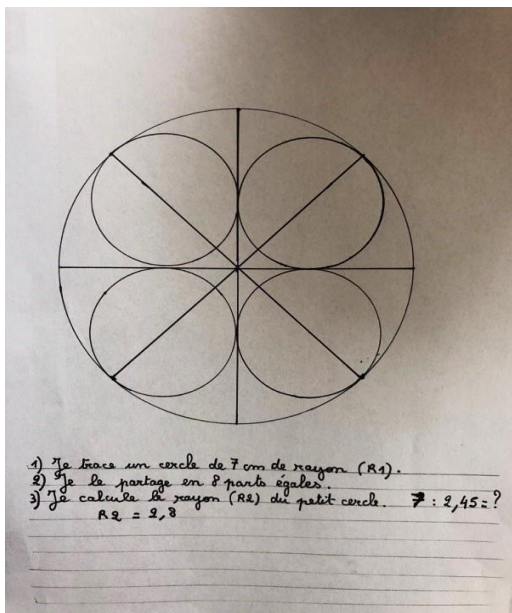 1) Je trace un cercle de 7 cm de rayon (R1).
2) Je le partage en 8 parts égales.
3) Je calcule le rayon (R2) du petit cercle. 7 : 2,45 = ?
R2 = 2,8